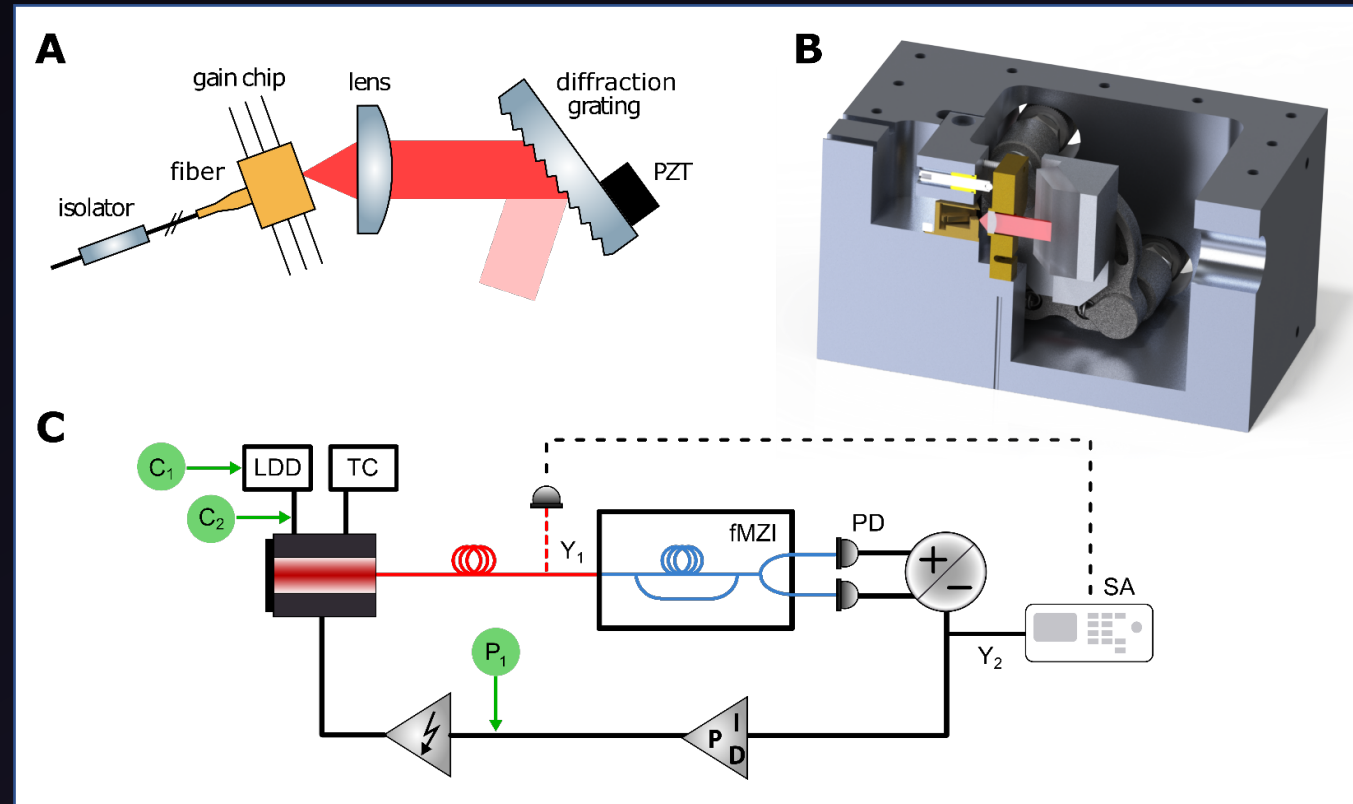 A
gain chip
lens
diffraction
grating
fiber
PZT
isolator
B
C
C₁
LDD
TC
C₂
fMZI
PD
Y₁
+
−
SA
Y₂
P₁
P I D